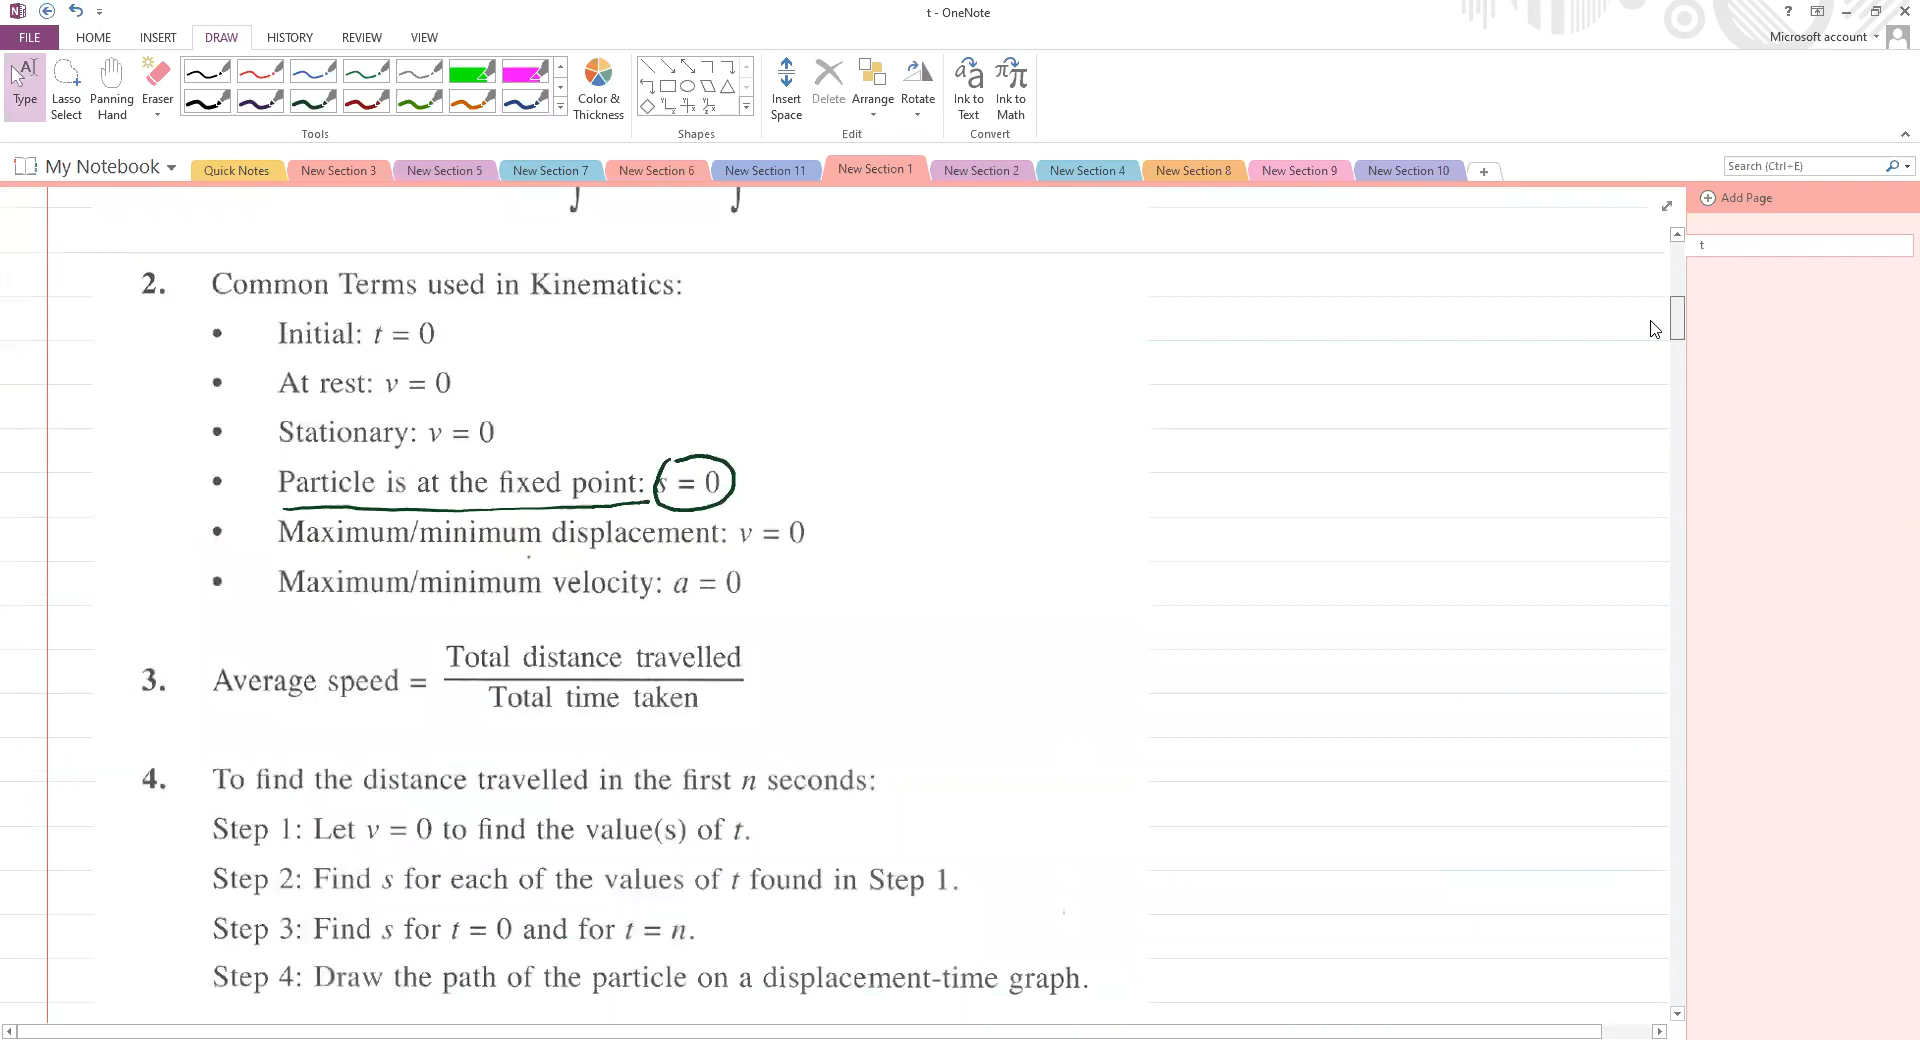 t - OneNote
?
FILE HOME INSERT DRAW HISTORY REVIEW VIEW
Microsoft account
Type
Lasso Select
Panning Hand
Eraser
Color & Thickness
Insert Space
Delete
Arrange
Rotate
Ink to Text
Ink to Math
Tools
Shapes
Edit
Convert
My Notebook
Quick Notes New Section 3 New Section 5 New Section 7 New Section 6 New Section 11 New Section 1 New Section 2 New Section 4 New Section 8 New Section 9 New Section 10 +
Search (Ctrl+E)
Add Page
t
∫ ∫
2. Common Terms used in Kinematics:
• Initial: t = 0
• At rest: v = 0
• Stationary: v = 0
• Particle is at the fixed point: s = 0
• Maximum/minimum displacement: v = 0
• Maximum/minimum velocity: a = 0
3. Average speed = Total distance travelled
Total time taken
4. To find the distance travelled in the first n seconds:
Step 1: Let v = 0 to find the value(s) of t.
Step 2: Find s for each of the values of t found in Step 1.
Step 3: Find s for t = 0 and for t = n.
Step 4: Draw the path of the particle on a displacement-time graph.